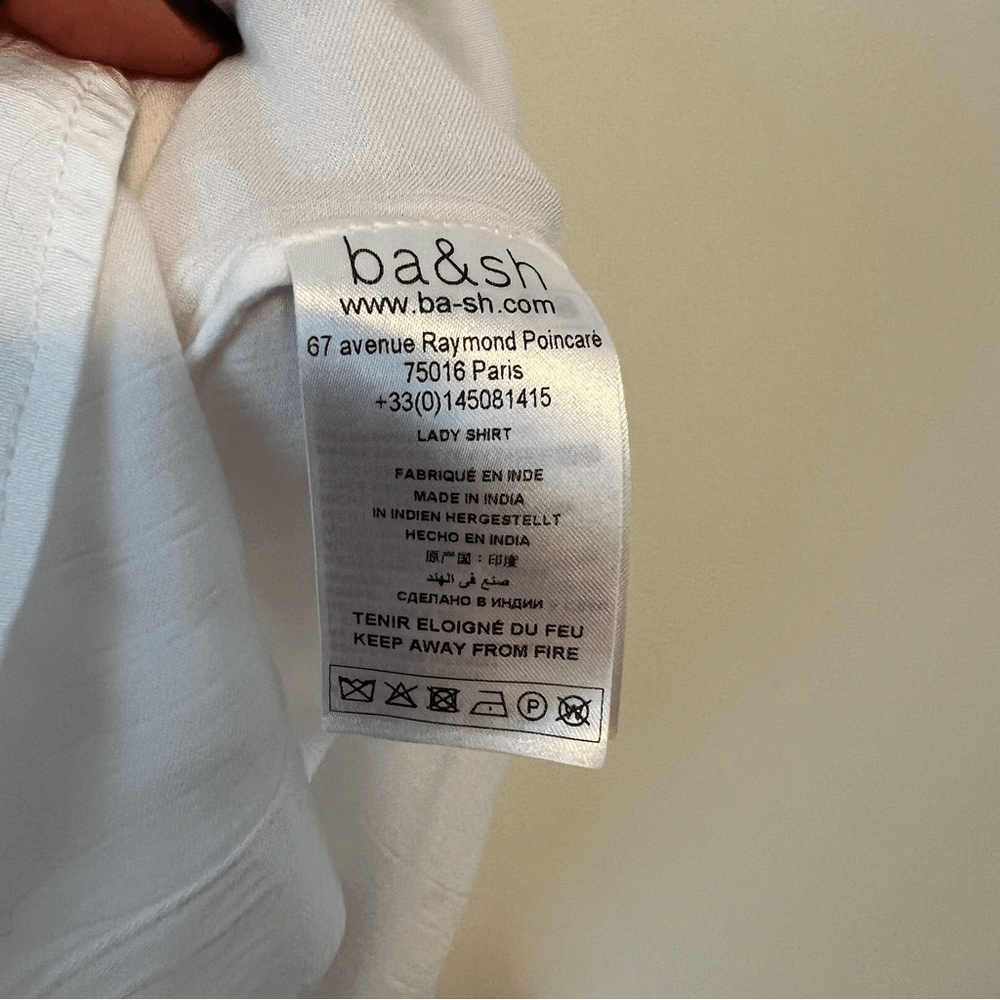 ba&sh
www.ba-sh.com
67 avenue Raymond Poincaré
75016 Paris
+33(0)145081415
LADY SHIRT
FABRIQUÉ EN INDE
MADE IN INDIA
IN INDIEN HERGESTELLT
HECHO EN INDIA
原产国：印度
صنع في الهند
СДЕЛАНО В ИНДИИ
TENIR ELOIGNÉ DU FEU
KEEP AWAY FROM FIRE
P W